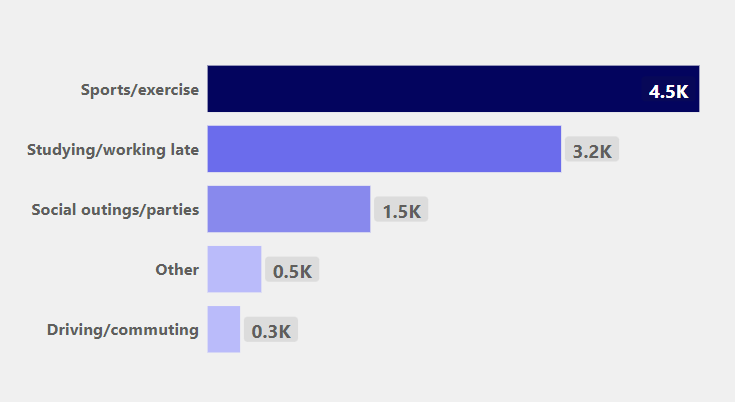 Sports/exercise 4.5K
Studying/working late 3.2K
Social outings/parties 1.5K
Other 0.5K
Driving/commuting 0.3K